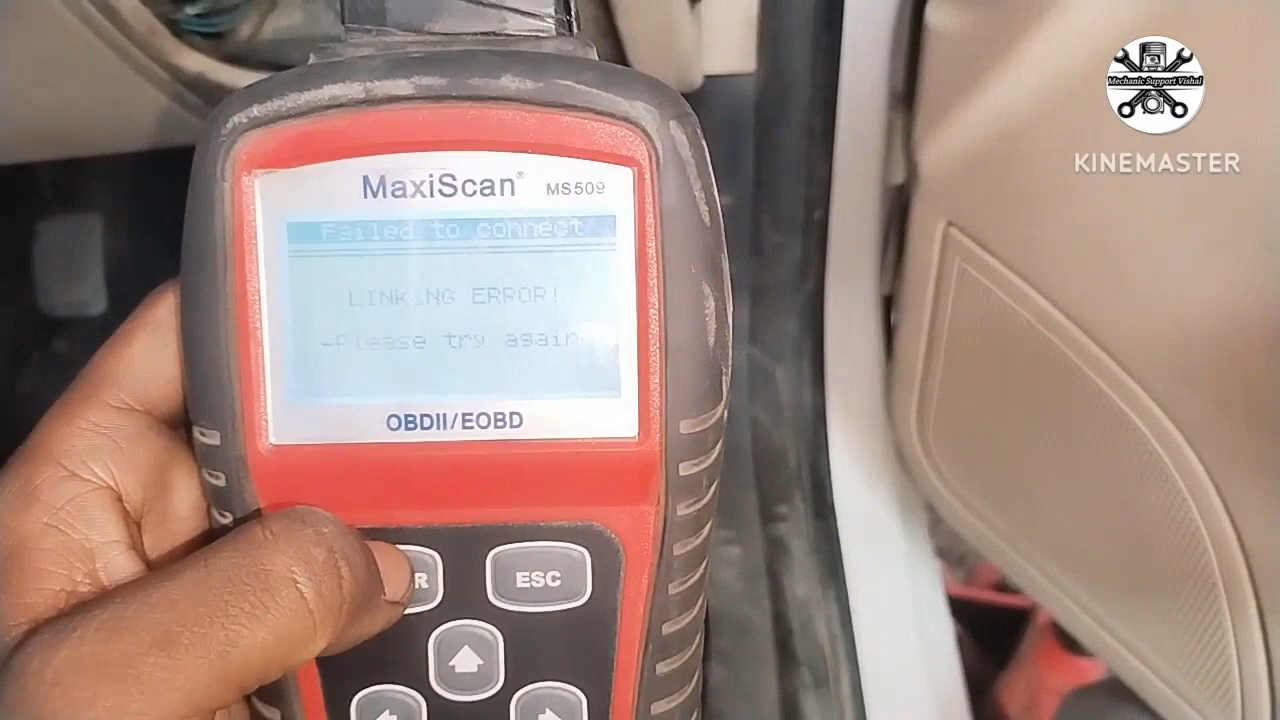 Mechanic Support Vishal
KINEMASTER
MaxiScan® MS509
Failed to connect
LINKING ERROR!
-Please try again-
OBDII/EOBD
R
ESC